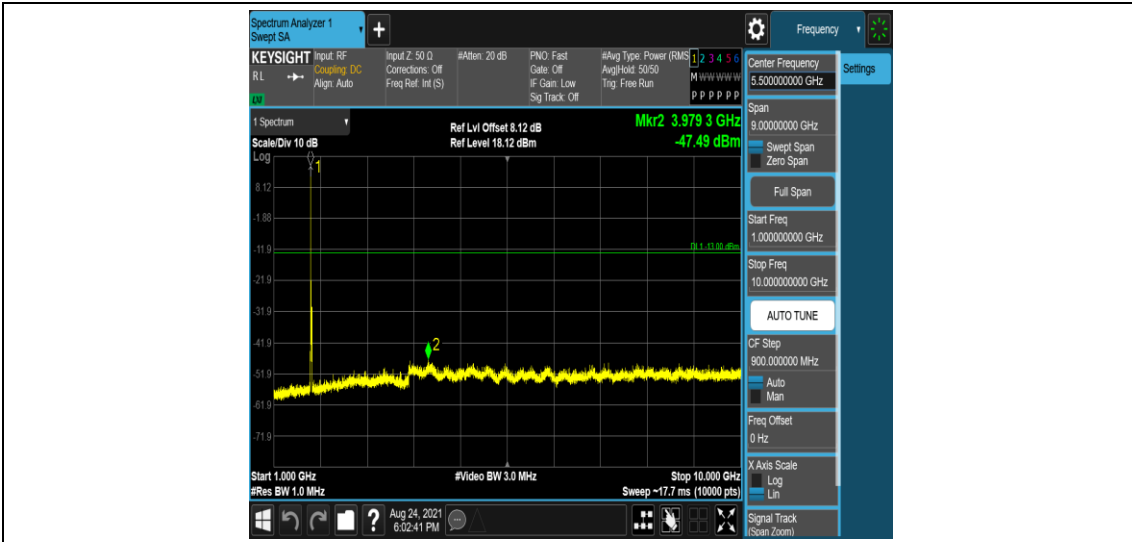 Spectrum Analyzer 1
Swept SA
+
Frequency
KEYSIGHT
RL
LXI
Input: RF
Coupling: DC
Align: Auto
Input Z: 50 Ω
Corrections: Off
Freq Ref: Int (S)
#Atten: 20 dB
PNO: Fast
Gate: Off
IF Gain: Low
Sig Track: Off
#Avg Type: Power (RMS
Avg|Hold: 50/50
Trig: Free Run
1 2 3 4 5 6
M W W W W W
P P P P P P
1 Spectrum
Scale/Div 10 dB
Ref Lvl Offset 8.12 dB
Ref Level 18.12 dBm
Mkr2 3.979 3 GHz
-47.49 dBm
Log
1
8.12
-1.88
-11.9
DL1 -13.00 dBm
-21.9
-31.9
-41.9
2
-51.9
-61.9
-71.9
Start 1.000 GHz
#Res BW 1.0 MHz
#Video BW 3.0 MHz
Stop 10.000 GHz
Sweep ~17.7 ms (10000 pts)
?
Aug 24, 2021
6:02:41 PM
Center Frequency
5.50000000 GHz
Settings
Span
9.00000000 GHz
Swept Span
Zero Span
Full Span
Start Freq
1.000000000 GHz
Stop Freq
10.000000000 GHz
AUTO TUNE
CF Step
900.000000 MHz
Auto
Man
Freq Offset
0 Hz
X Axis Scale
Log
Lin
Signal Track
(Span Zoom)